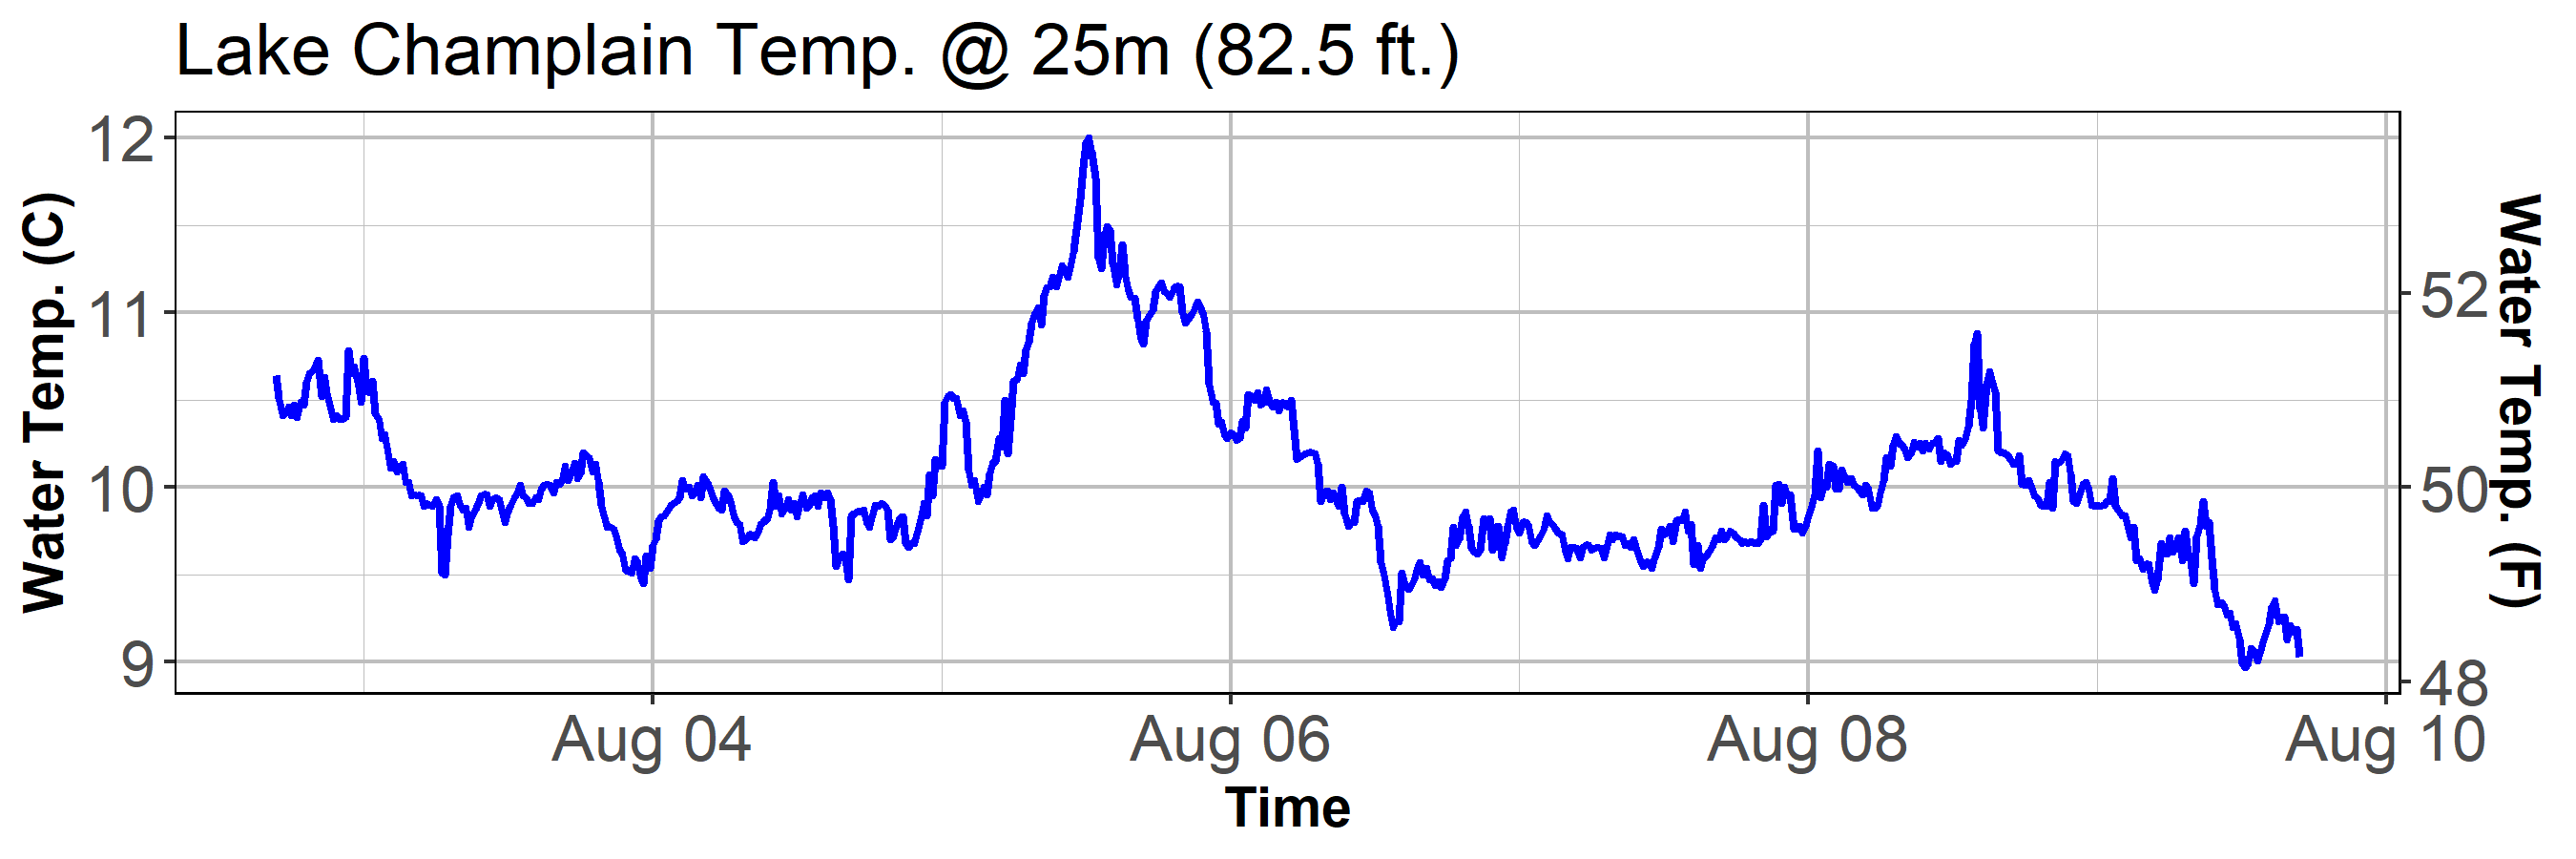 Lake Champlain Temp. @ 25m (82.5 ft.)
Water Temp. (C)
12
11
10
9
52
50
48
Water Temp. (F)
Aug 04 Aug 06 Aug 08 Aug 10
Time